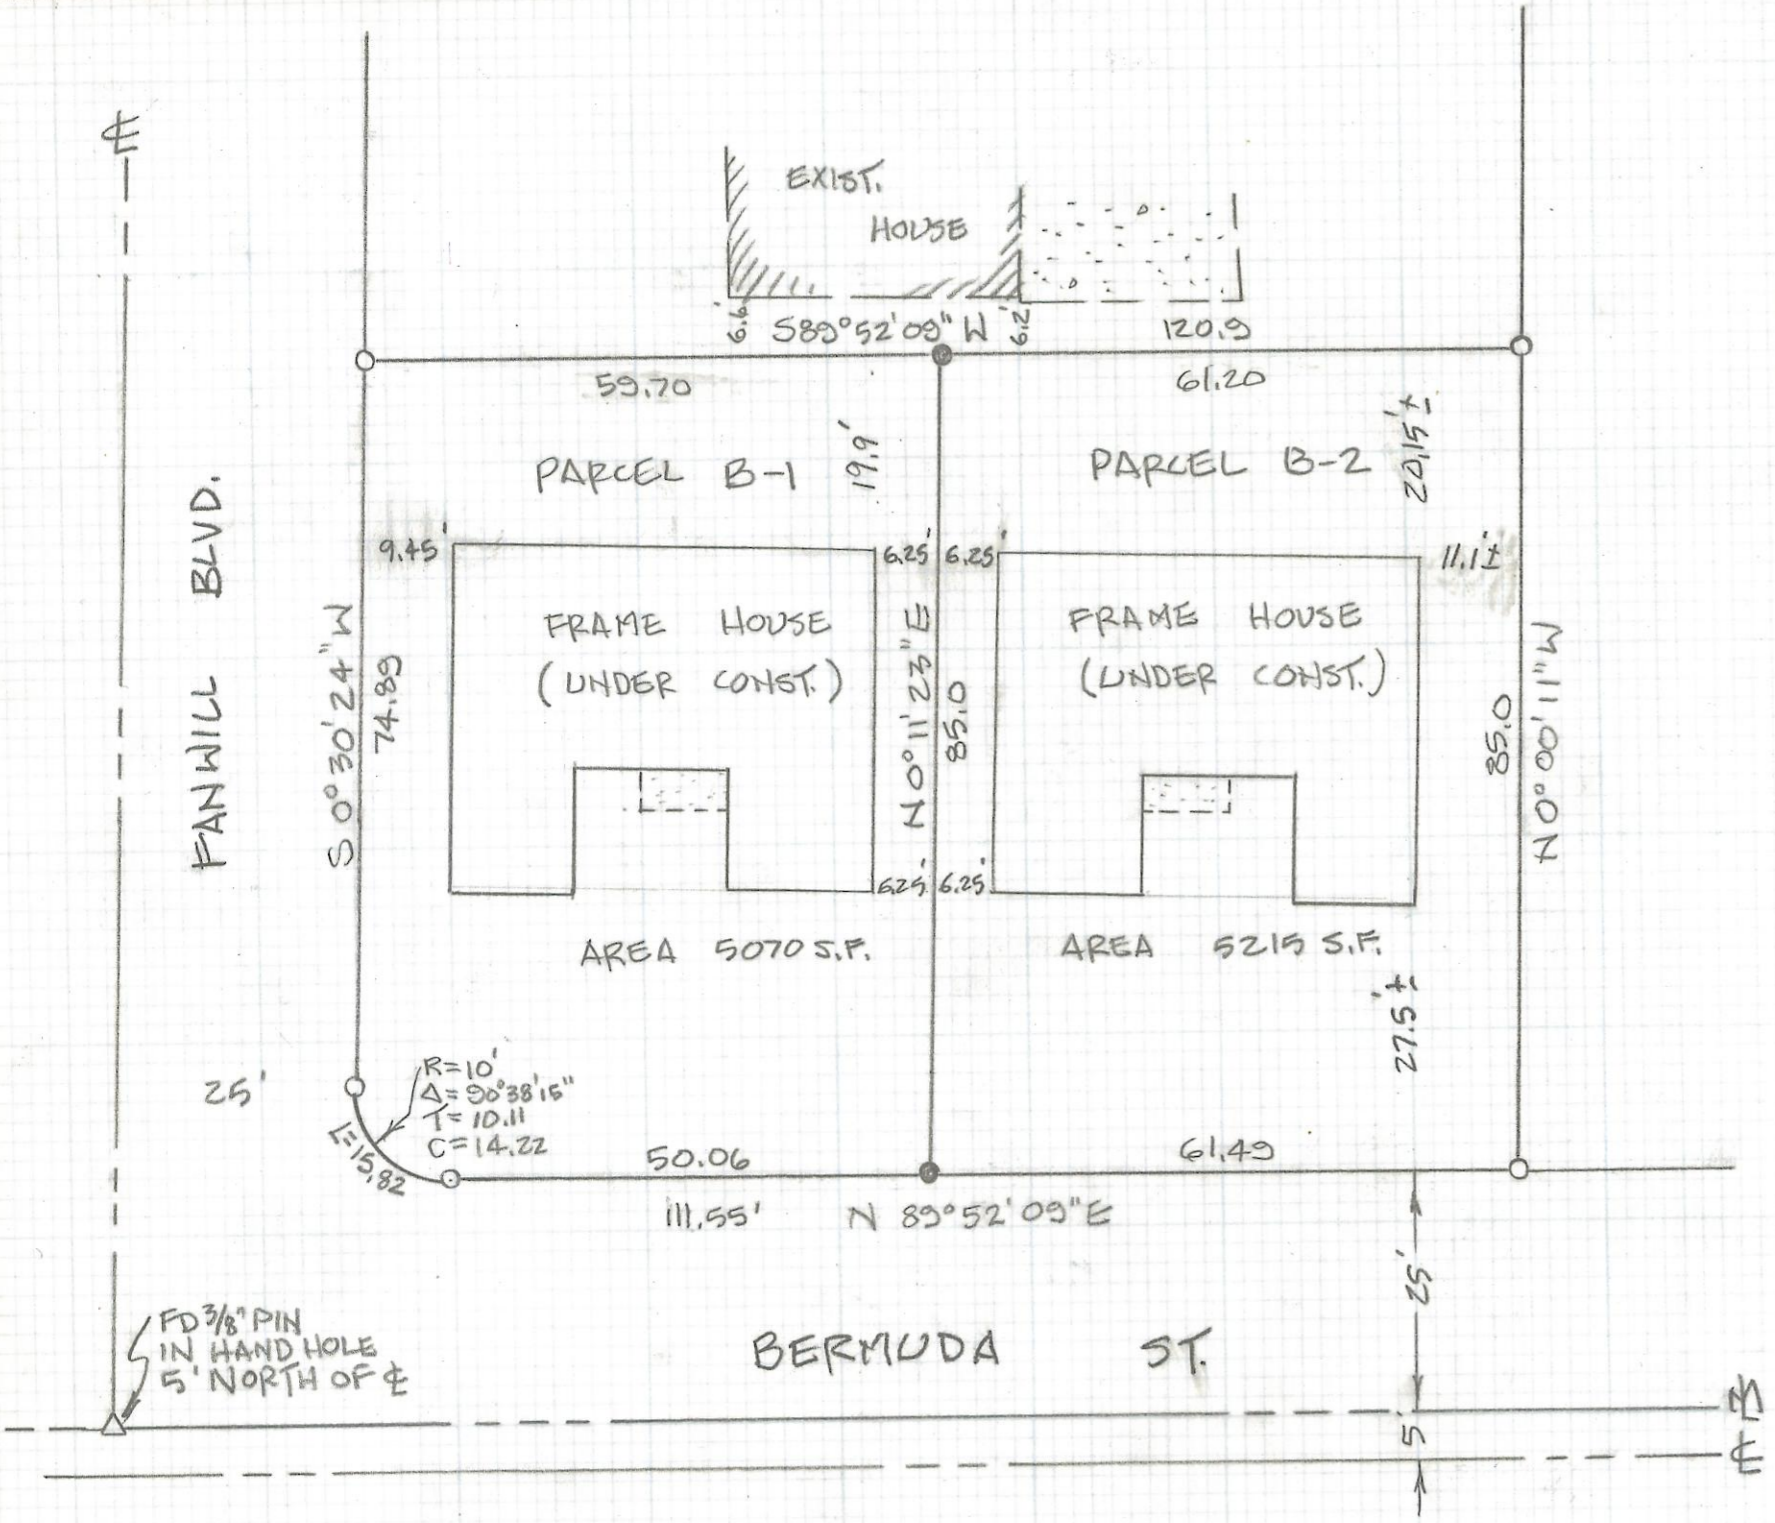 EXIST.
HOUSE
6.6'
S89°52'09" W
6.2'
120.9
59.70
61.20
PARCEL B-1
19.9'
PARCEL B-2
20.15'±
9.45'
6.25'
6.25'
11.1'±
FRAME HOUSE
(UNDER CONST.)
FRAME HOUSE
(UNDER CONST.)
FANWILL BLVD.
S 0°30'24" W
74.89
N 0°11'23" E
85.0
85.0
N 0°00'11" W
6.25'
6.25'
AREA 5070 S.F.
AREA 5215 S.F.
27.5'±
25'
R=10'
Δ=90°38'15"
T=10.11
C=14.22
L=15.82
50.06
61.49
111.55'
N 89°52'09"E
25'
FD 3/8" PIN
IN HAND HOLE
5' NORTH OF ℄
BERMUDA ST.
5'
℄